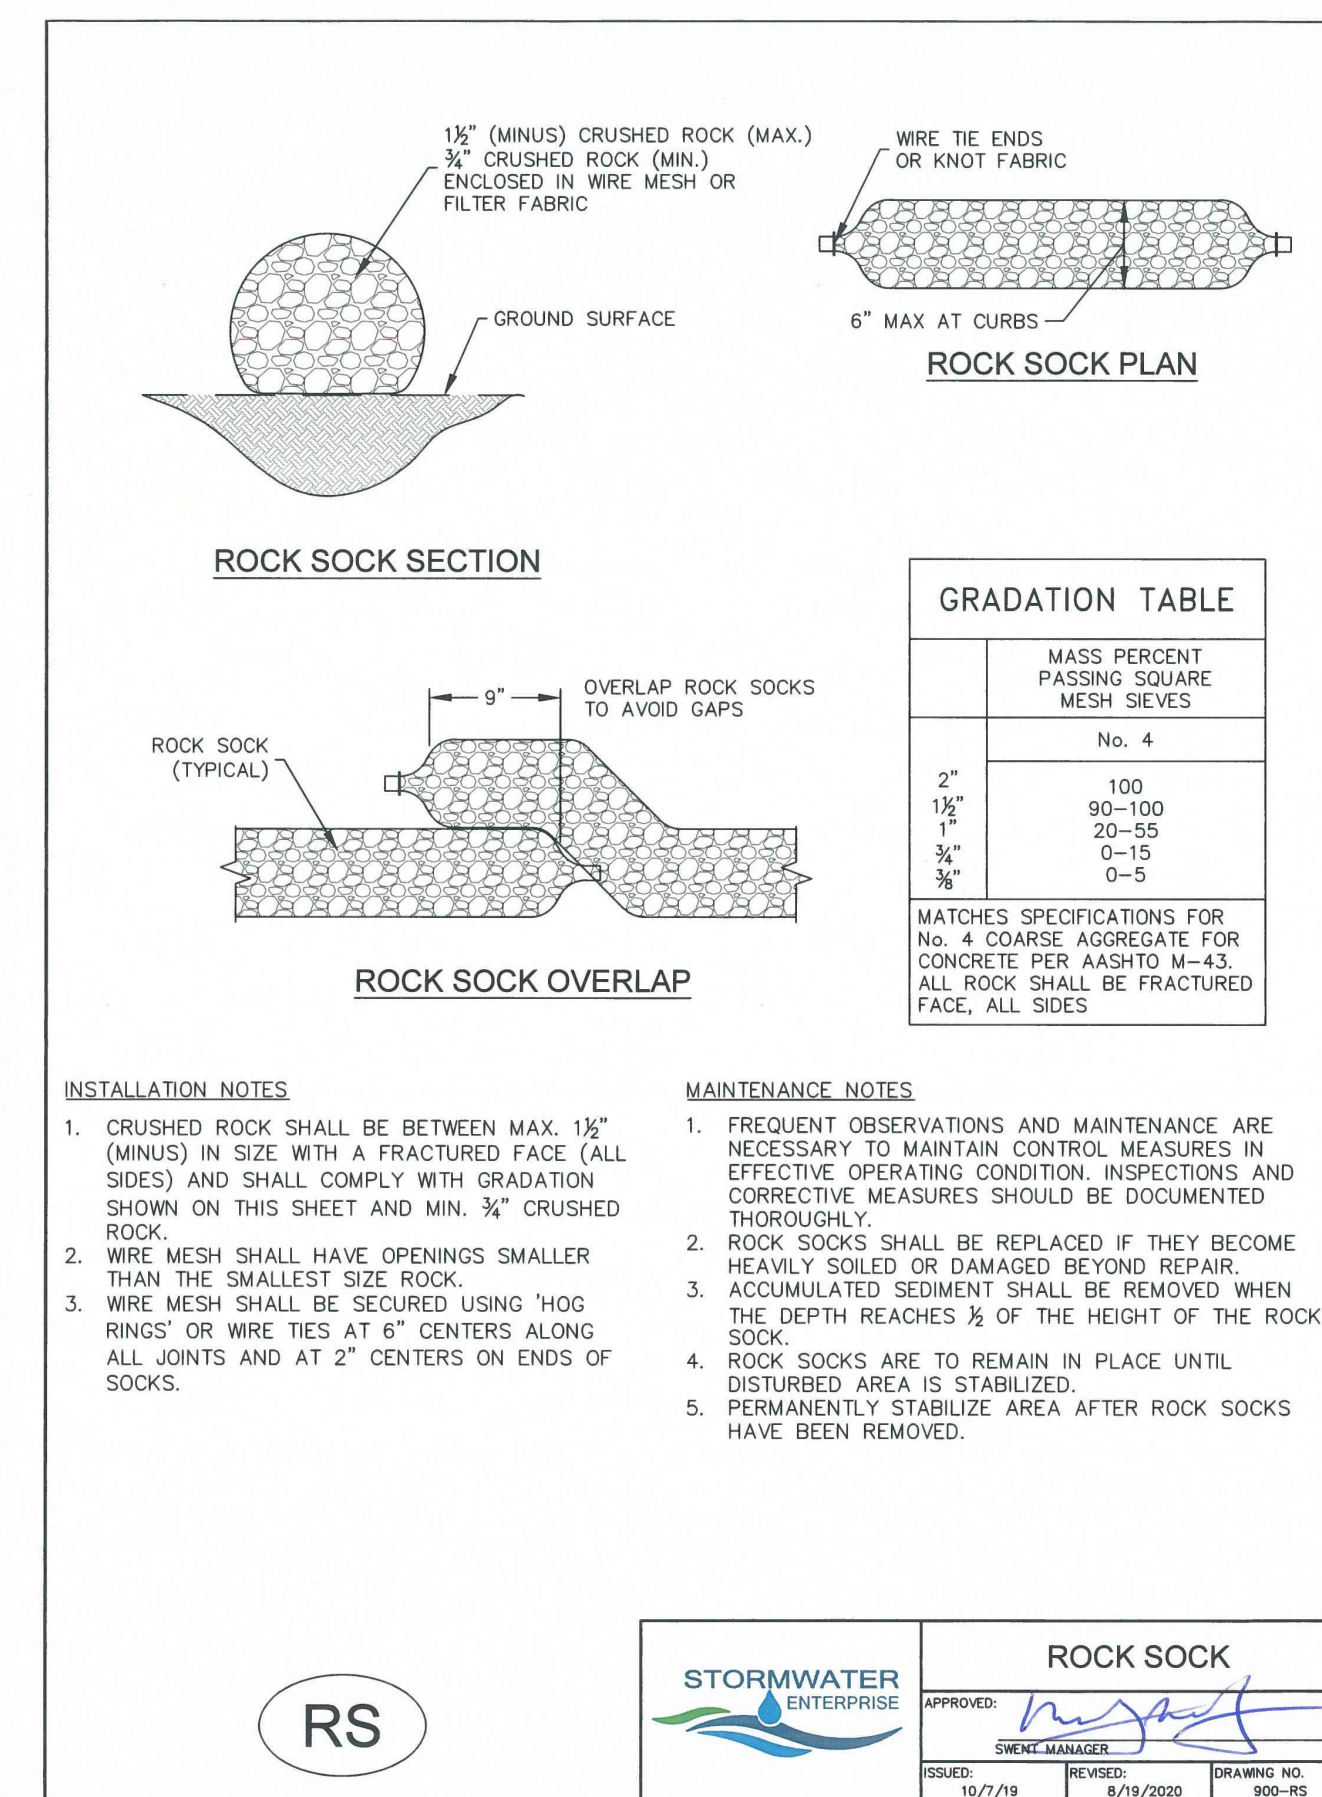 1½" (MINUS) CRUSHED ROCK (MAX.)
¾" CRUSHED ROCK (MIN.)
ENCLOSED IN WIRE MESH OR
FILTER FABRIC
GROUND SURFACE
ROCK SOCK SECTION
WIRE TIE ENDS
OR KNOT FABRIC
6" MAX AT CURBS
ROCK SOCK PLAN
9"
OVERLAP ROCK SOCKS
TO AVOID GAPS
ROCK SOCK
(TYPICAL)
ROCK SOCK OVERLAP
GRADATION TABLE
MASS PERCENT
PASSING SQUARE
MESH SIEVES
No. 4
2" 100
1½" 90-100
1" 20-55
¾" 0-15
⅜" 0-5
MATCHES SPECIFICATIONS FOR
No. 4 COARSE AGGREGATE FOR
CONCRETE PER AASHTO M-43.
ALL ROCK SHALL BE FRACTURED
FACE, ALL SIDES
INSTALLATION NOTES
1. CRUSHED ROCK SHALL BE BETWEEN MAX. 1½"
(MINUS) IN SIZE WITH A FRACTURED FACE (ALL
SIDES) AND SHALL COMPLY WITH GRADATION
SHOWN ON THIS SHEET AND MIN. ¾" CRUSHED
ROCK.
2. WIRE MESH SHALL HAVE OPENINGS SMALLER
THAN THE SMALLEST SIZE ROCK.
3. WIRE MESH SHALL BE SECURED USING 'HOG
RINGS' OR WIRE TIES AT 6" CENTERS ALONG
ALL JOINTS AND AT 2" CENTERS ON ENDS OF
SOCKS.
MAINTENANCE NOTES
1. FREQUENT OBSERVATIONS AND MAINTENANCE ARE
NECESSARY TO MAINTAIN CONTROL MEASURES IN
EFFECTIVE OPERATING CONDITION. INSPECTIONS AND
CORRECTIVE MEASURES SHOULD BE DOCUMENTED
THOROUGHLY.
2. ROCK SOCKS SHALL BE REPLACED IF THEY BECOME
HEAVILY SOILED OR DAMAGED BEYOND REPAIR.
3. ACCUMULATED SEDIMENT SHALL BE REMOVED WHEN
THE DEPTH REACHES ½ OF THE HEIGHT OF THE ROCK
SOCK.
4. ROCK SOCKS ARE TO REMAIN IN PLACE UNTIL
DISTURBED AREA IS STABILIZED.
5. PERMANENTLY STABILIZE AREA AFTER ROCK SOCKS
HAVE BEEN REMOVED.
RS
STORMWATER
ENTERPRISE
ROCK SOCK
APPROVED:
SWENT MANAGER
ISSUED:
10/7/19
REVISED:
8/19/2020
DRAWING NO.
900-RS